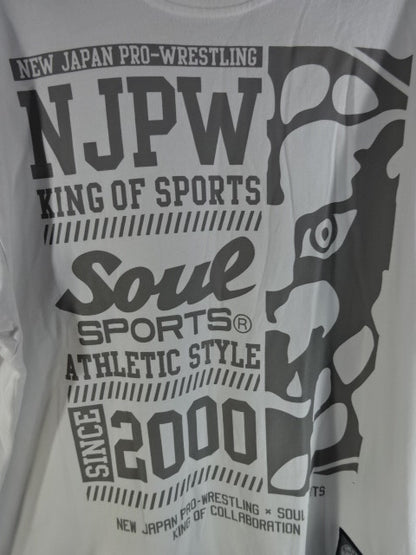 NEW JAPAN PRO-WRESTLING
NJPW
KING OF SPORTS
Soul
SPORTS®
ATHLETIC STYLE
SINCE
2000
NEW JAPAN PRO-WRESTLING × SOUL
KING OF COLLABORATION